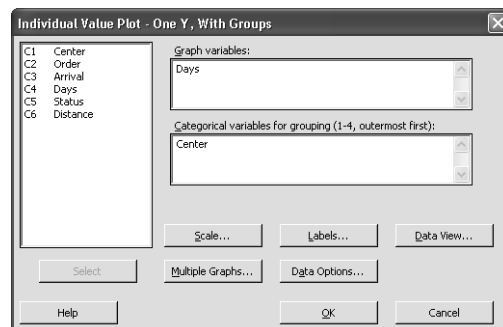 Individual Value Plot - One Y, With Groups
C1 Center
C2 Order
C3 Arrival
C4 Days
C5 Status
C6 Distance
Graph variables:
Days
Categorical variables for grouping (1-4, outermost first):
Center
Scale... Labels... Data View...
Select Multiple Graphs... Data Options...
Help OK Cancel